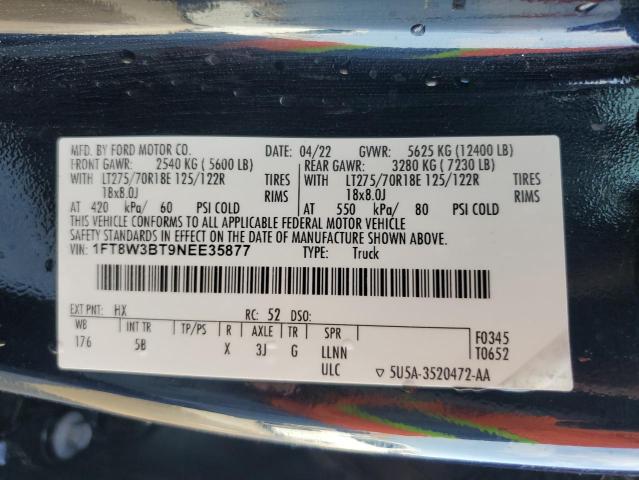 MFD. BY FORD MOTOR CO. DATE: 04/22 GVWR: 5625 KG (12400 LB)
FRONT GAWR: 2540 KG (5600 LB) REAR GAWR: 3280 KG (7230 LB)
WITH LT275/70R18E 125/122R TIRES WITH LT275/70R18E 125/122R TIRES
18x8.0J RIMS 18x8.0J RIMS
AT 420 kPa/ 60 PSI COLD AT 550 kPa/ 80 PSI COLD
THIS VEHICLE CONFORMS TO ALL APPLICABLE FEDERAL MOTOR VEHICLE
SAFETY STANDARDS IN EFFECT ON THE DATE OF MANUFACTURE SHOWN ABOVE.
VIN: 1FT8W3BT9NEE35877 TYPE: Truck
EXT PNT: HX RC: 52 DSO:
WB INT TR TP/PS R AXLE TR SPR F0345
176 5B X 3J G LLNN T0652
ULC ▽ 5U5A-3520472-AA